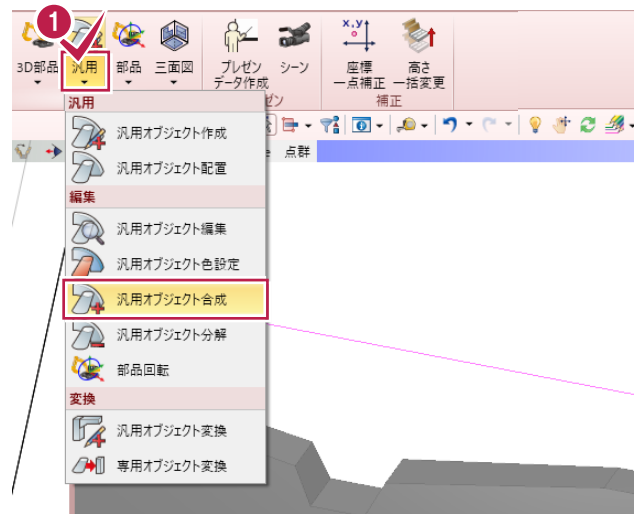 1
x,y
3D部品 汎用 部品 三面図 プレゼン シーン 座標 高さ
データ作成 一点補正 一括変更
汎用 補正
汎用オブジェクト作成
点群
汎用オブジェクト配置
編集
汎用オブジェクト編集
汎用オブジェクト色設定
汎用オブジェクト合成
汎用オブジェクト分解
部品回転
変換
汎用オブジェクト変換
専用オブジェクト変換